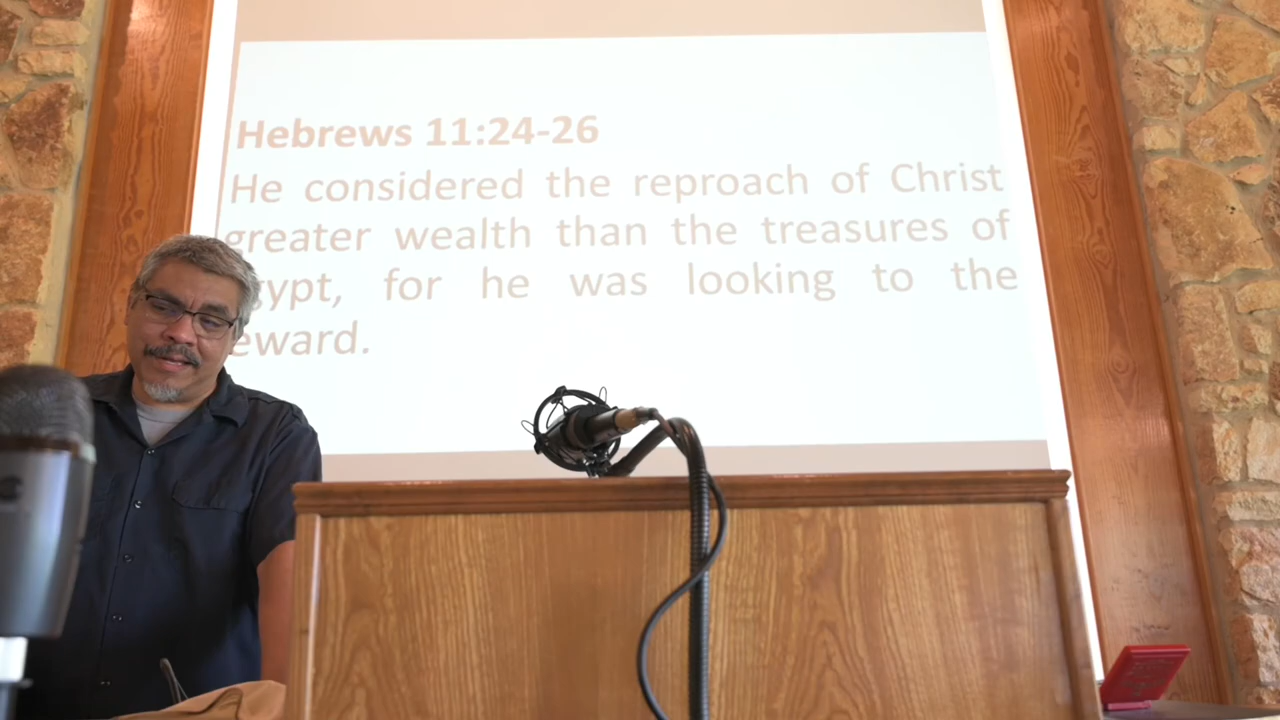 Hebrews 11:24-26
He considered the reproach of Christ
greater wealth than the treasures of
gypt, for he was looking to the
eward.